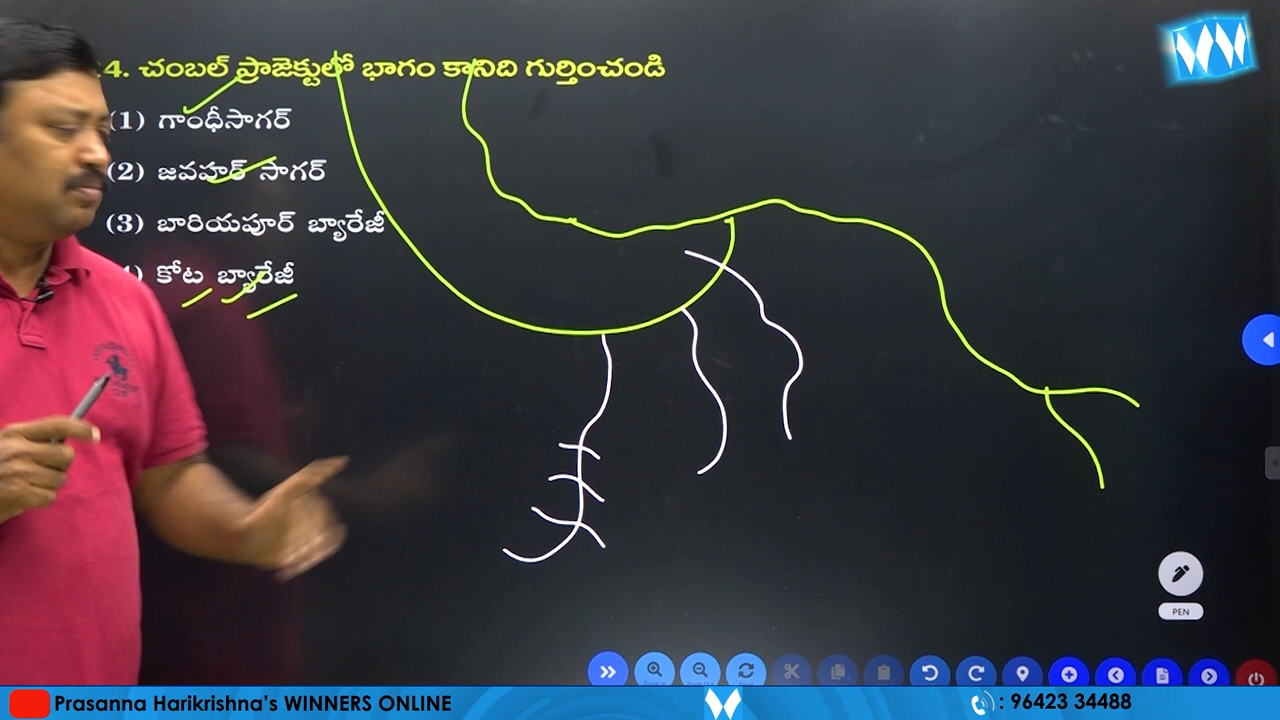 4. చంబల్ ప్రాజెక్టులో భాగం కానిది గుర్తించండి
(1) గాంధీసాగర్
(2) జవహర్ సాగర్
(3) బారియపూర్ బ్యారేజీ
) కోట బ్యారేజీ
PEN
Prasanna Harikrishna's WINNERS ONLINE
: 96423 34488